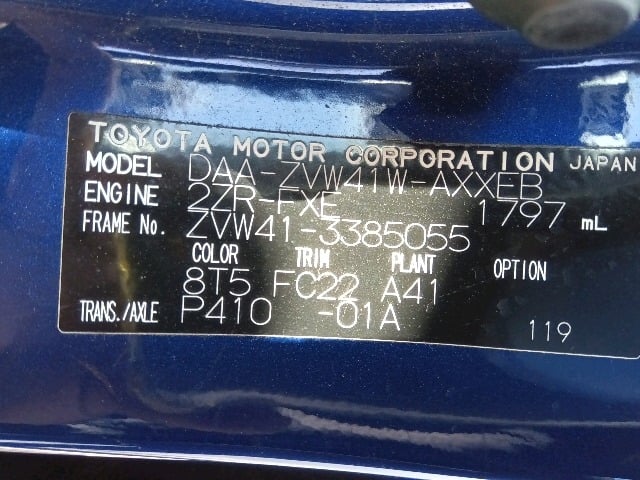 TOYOTA MOTOR CORPORATION JAPAN
MODEL DAA-ZVW41W-AXXEB
ENGINE 2ZR-FXE 1797 mL
FRAME No. ZVW41-3385055
COLOR TRIM PLANT OPTION
8T5 FC22 A41
TRANS./AXLE P410 -01A
119